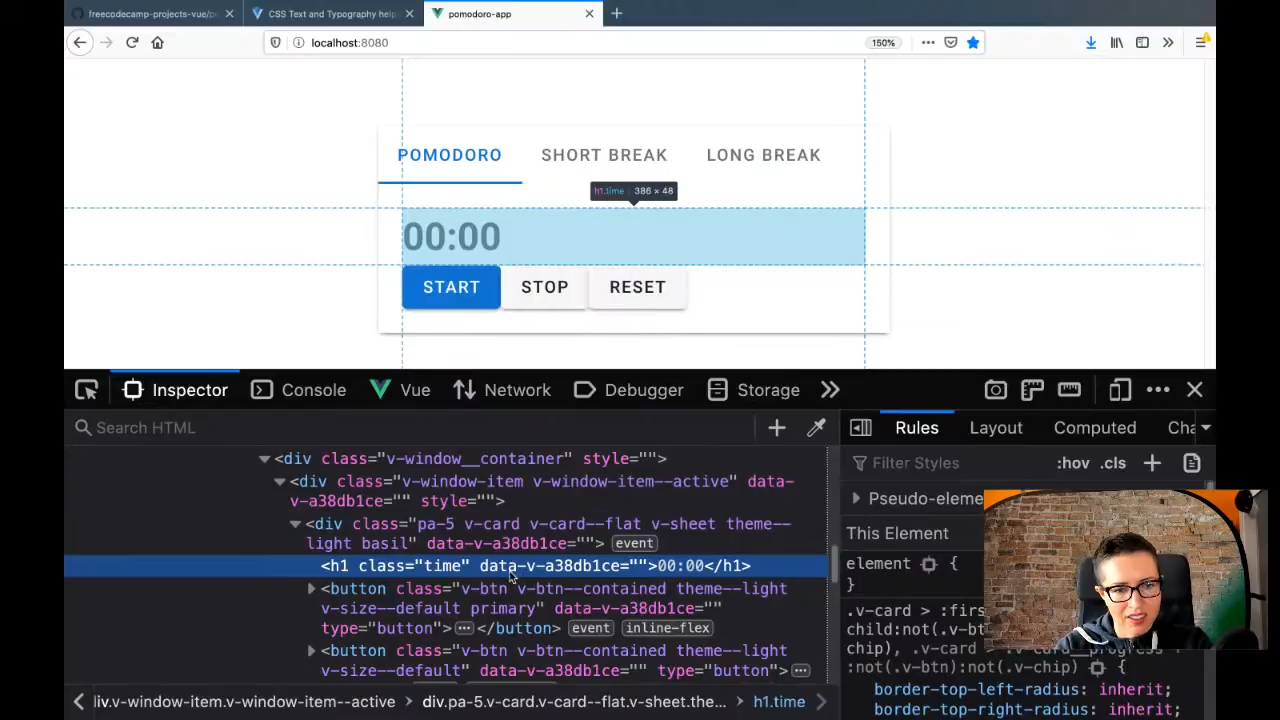 freecodecamp-projects-vue/p
CSS Text and Typography help
pomodoro-app
localhost:8080
150%
POMODORO
SHORT BREAK
LONG BREAK
h1.time 386 × 48
00:00
START
STOP
RESET
Inspector
Console
Vue
Network
Debugger
Storage
Search HTML
Rules
Layout
Computed
Cha
Filter Styles
:hov .cls
<div class="v-window__container" style="">
<div class="v-window-item v-window-item--active" data-
v-a38db1ce="" style="">
<div class="pa-5 v-card v-card--flat v-sheet theme--
light basil" data-v-a38db1ce=""> event
<h1 class="time" data-v-a38db1ce="">00:00</h1>
<button class="v-btn v-btn--contained theme--light
v-size--default primary" data-v-a38db1ce=""
type="button"> ••• </button> event inline-flex
<button class="v-btn v-btn--contained theme--light
v-size--default" data-v-a38db1ce="" type="button"> •••
Pseudo-eleme
This Element
element {
}
.v-card > :firs
child:not(.v-btn
chip), .v-card
:not(.v-btn):not(.v-chip) {
border-top-left-radius: inherit;
border-top-right-radius: inherit;
iv.v-window-item.v-window-item--active
div.pa-5.v-card.v-card--flat.v-sheet.the...
h1.time